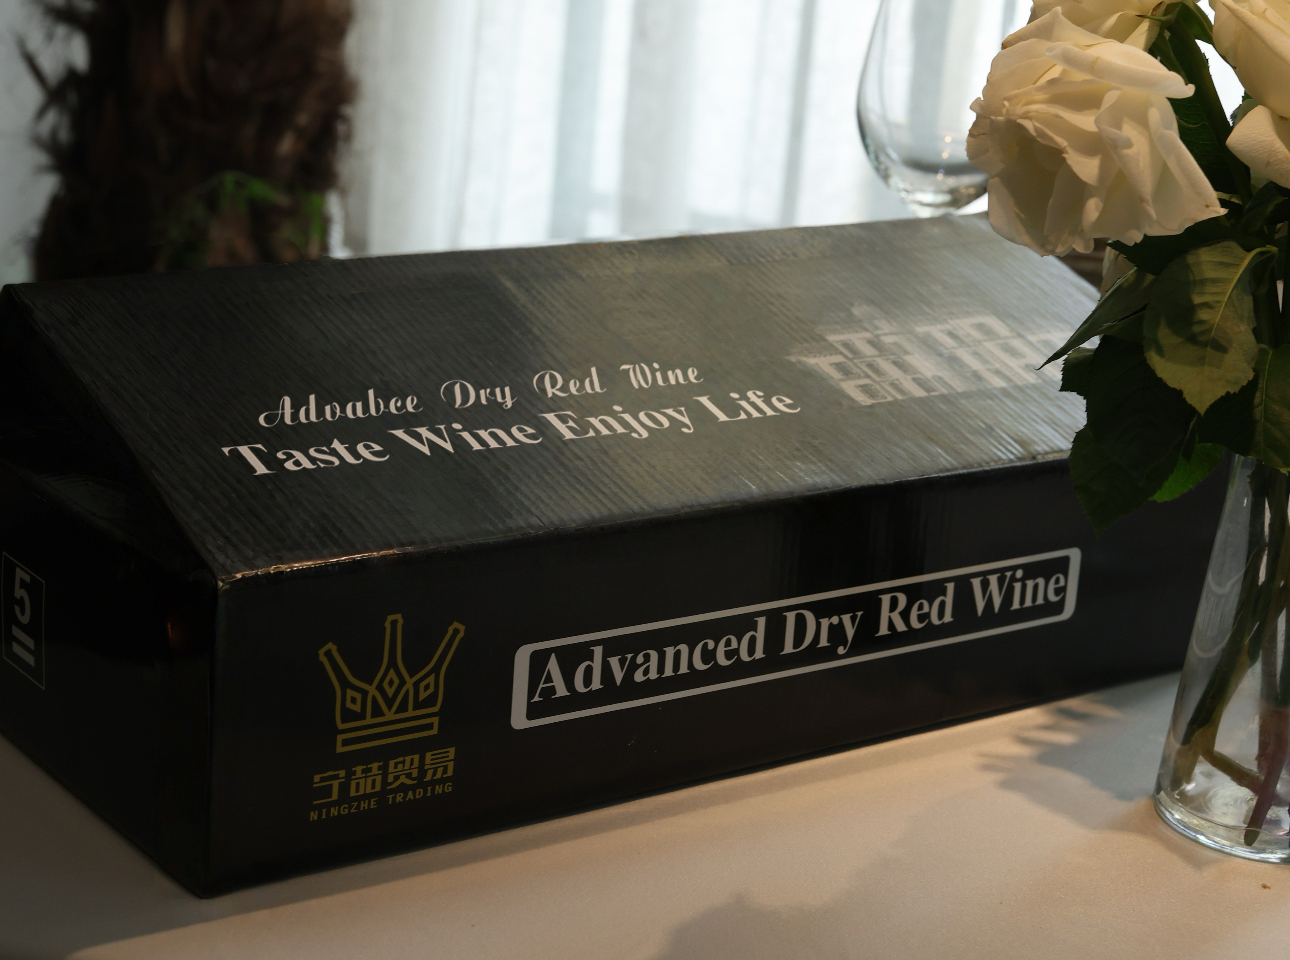 Advabce Dry Red Wine
Taste Wine Enjoy Life
Advanced Dry Red Wine
宁喆贸易
NINGZHE TRADING
5